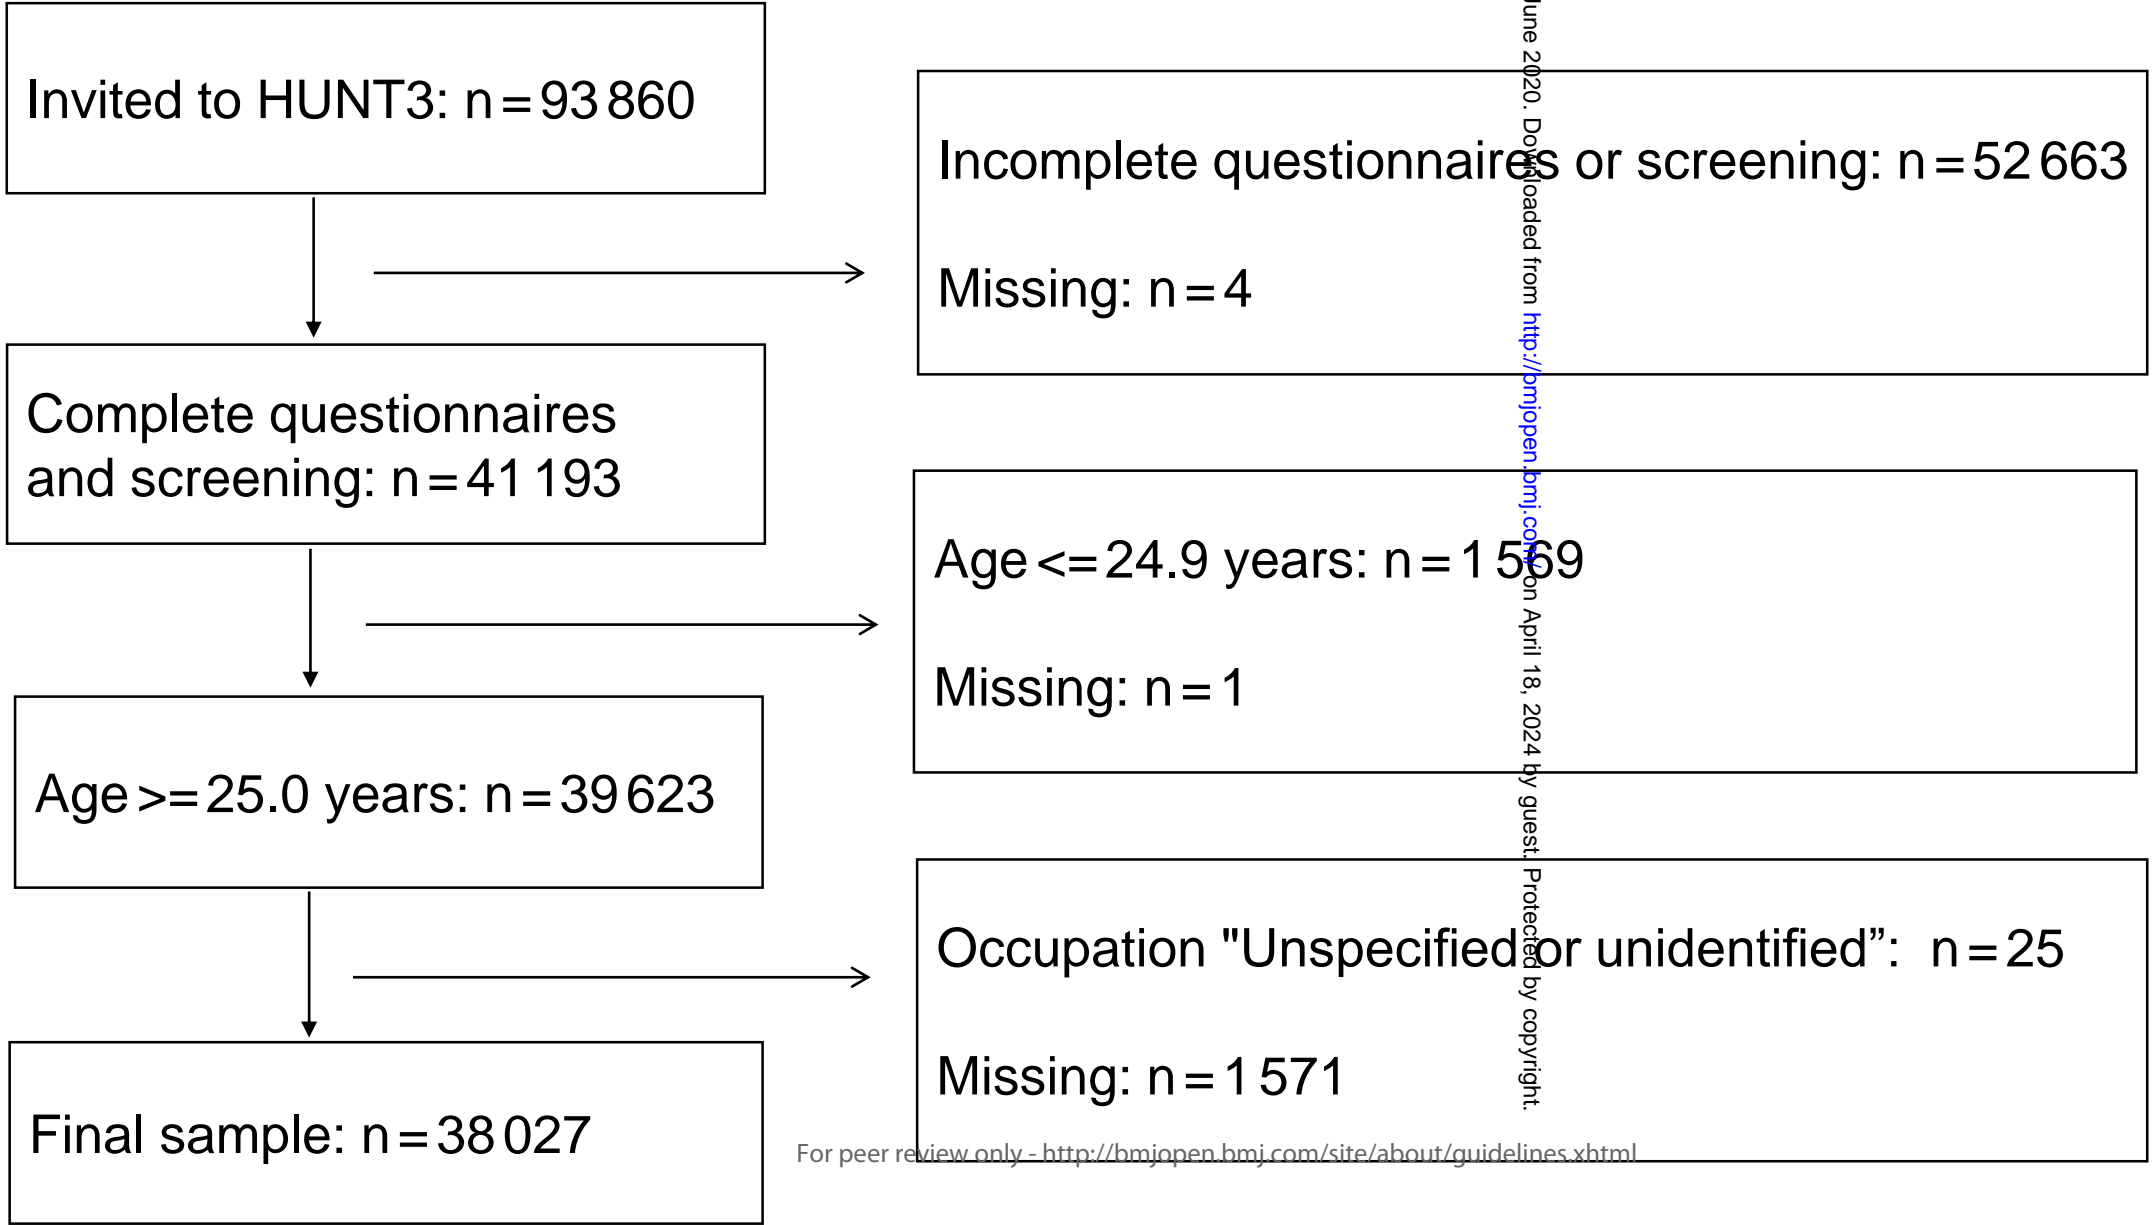 Invited to HUNT3: n = 93 860
Incomplete questionnaires or screening: n = 52 663
Missing: n = 4
Complete questionnaires
and screening: n = 41 193
Age <= 24.9 years: n = 1 569
Missing: n = 1
Age >= 25.0 years: n = 39 623
Occupation "Unspecified or unidentified”: n = 25
Missing: n = 1 571
Final sample: n = 38 027
For peer review only - http://bmjopen.bmj.com/site/about/guidelines.xhtml
June 2020. Downloaded from http://bmjopen.bmj.com/ on April 18, 2024 by guest. Protected by copyright.